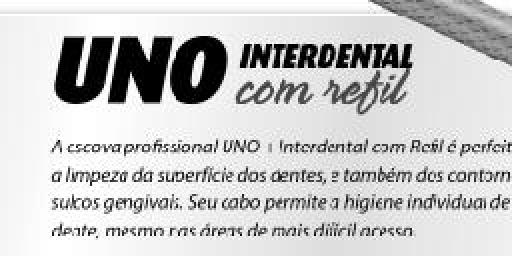 UNO INTERDENTAL
com refil
A escova profissional UNO + Interdental com Refil é perfeit
a limpeza da superfície dos dentes, e também dos contorn
sulcos gengivais. Seu cabo permite a higiene individual de
dente, mesmo nas áreas de mais difícil acesso.